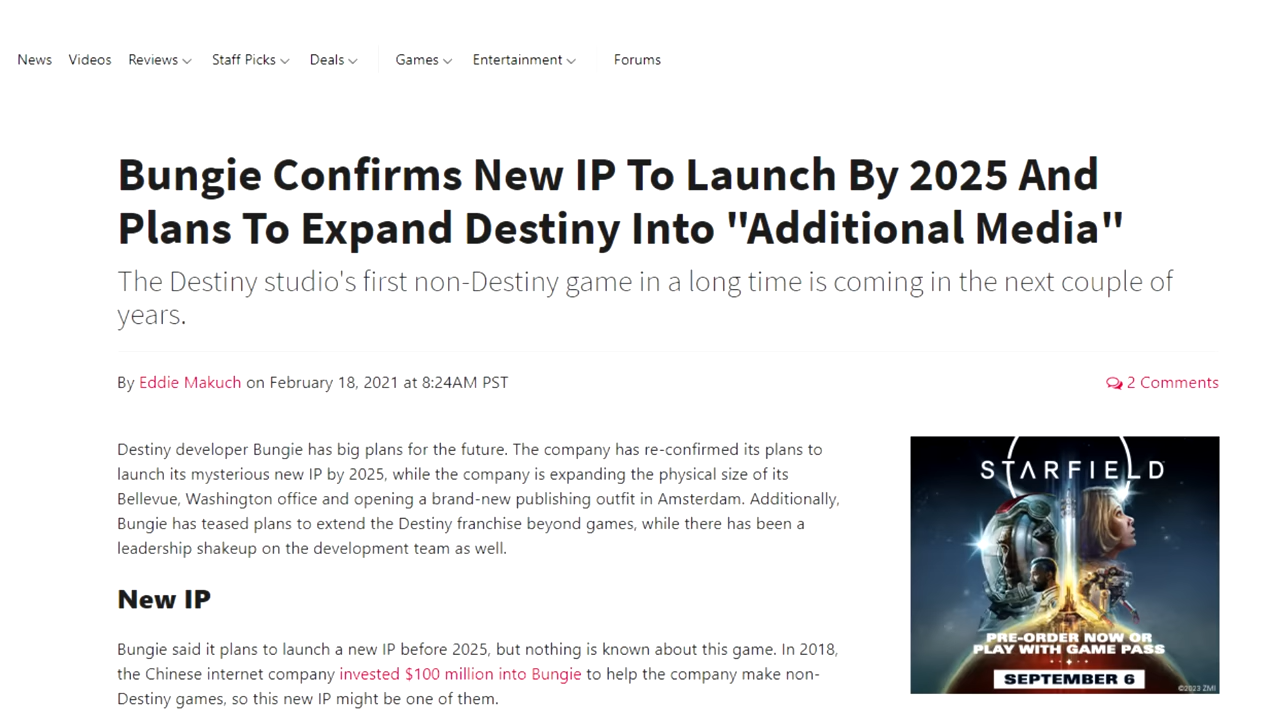 News Videos Reviews Staff Picks Deals Games Entertainment Forums
Bungie Confirms New IP To Launch By 2025 And
Plans To Expand Destiny Into "Additional Media"
The Destiny studio's first non-Destiny game in a long time is coming in the next couple of
years.
By Eddie Makuch on February 18, 2021 at 8:24AM PST
2 Comments
Destiny developer Bungie has big plans for the future. The company has re-confirmed its plans to
launch its mysterious new IP by 2025, while the company is expanding the physical size of its
Bellevue, Washington office and opening a brand-new publishing outfit in Amsterdam. Additionally,
Bungie has teased plans to extend the Destiny franchise beyond games, while there has been a
leadership shakeup on the development team as well.
New IP
Bungie said it plans to launch a new IP before 2025, but nothing is known about this game. In 2018,
the Chinese internet company invested $100 million into Bungie to help the company make non-
Destiny games, so this new IP might be one of them.
STARFIELD
PRE-ORDER NOW OR
PLAY WITH GAME PASS
SEPTEMBER 6
©2023 ZMI